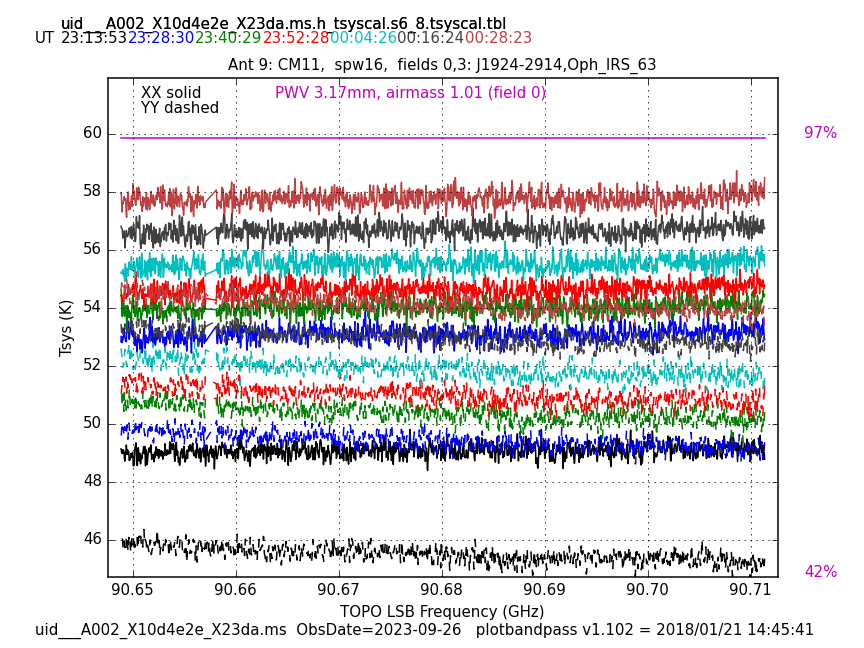 uid___A002_X10d4e2e_X23da.ms.h_tsyscal.s6_8.tsyscal.tbl
UT 23:13:53 23:28:30 23:40:29 23:52:28 00:04:26 00:16:24 00:28:23
Ant 9: CM11,  spw16,  fields 0,3: J1924-2914,Oph_IRS_63
XX solid
PWV 3.17mm, airmass 1.01 (field 0)
YY dashed
97%
60
58
56
54
52
50
48
46
Tsys (K)
42%
90.65 90.66 90.67 90.68 90.69 90.70 90.71
TOPO LSB Frequency (GHz)
uid___A002_X10d4e2e_X23da.ms  ObsDate=2023-09-26   plotbandpass v1.102 = 2018/01/21 14:45:41